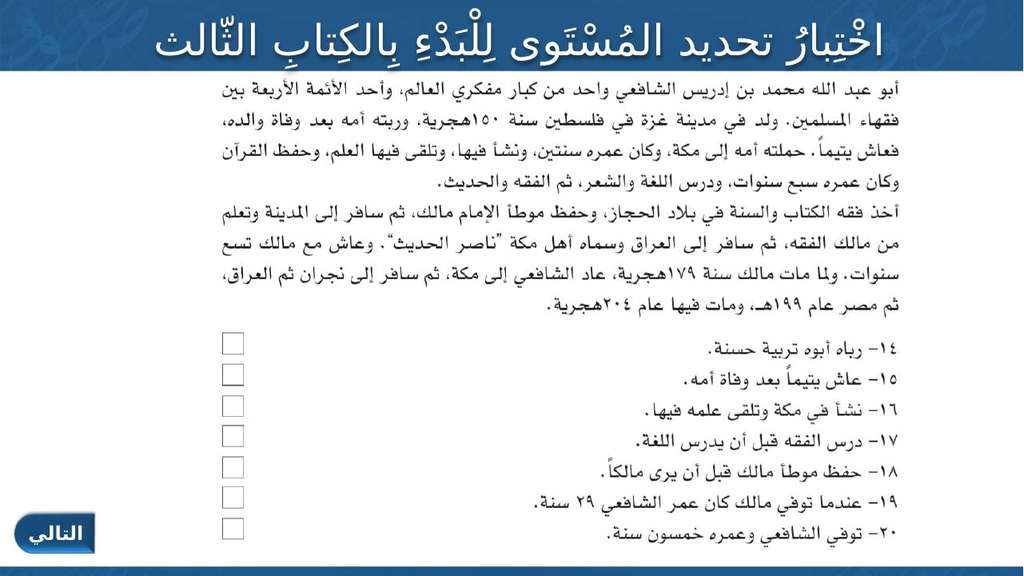 اخْتِبارُ تحديد المُسْتَوى لِلْبَدْءِ بِالكِتابِ الثّالث
أبو عبد الله محمد بن إدريس الشافعي واحد من كبار مفكري العالم، وأحد الأئمة الأربعة بين
فقهاء المسلمين. ولد في مدينة غزة في فلسطين سنة ١٥٠هجرية، وربته أمه بعد وفاة والده،
فعاش يتيماً. حملته أمه إلى مكة، وكان عمره سنتين، ونشأ فيها، وتلقى فيها العلم، وحفظ القرآن
وكان عمره سبع سنوات، ودرس اللغة والشعر، ثم الفقه والحديث.
أخذ فقه الكتاب والسنة في بلاد الحجاز، وحفظ موطأ الإمام مالك، ثم سافر إلى المدينة وتعلم
من مالك الفقه، ثم سافر إلى العراق وسماه أهل مكة "ناصر الحديث". وعاش مع مالك تسع
سنوات. ولما مات مالك سنة ١٧٩هجرية، عاد الشافعي إلى مكة، ثم سافر إلى نجران ثم العراق،
ثم مصر عام ١٩٩هـ، ومات فيها عام ٢٠٤هجرية.
١٤- رباه أبوه تربية حسنة.
١٥- عاش يتيماً بعد وفاة أمه.
١٦- نشأ في مكة وتلقى علمه فيها.
١٧- درس الفقه قبل أن يدرس اللغة.
١٨- حفظ موطأ مالك قبل أن يرى مالكاً.
١٩- عندما توفي مالك كان عمر الشافعي ٢٩ سنة.
٢٠- توفي الشافعي وعمره خمسون سنة.
التالي